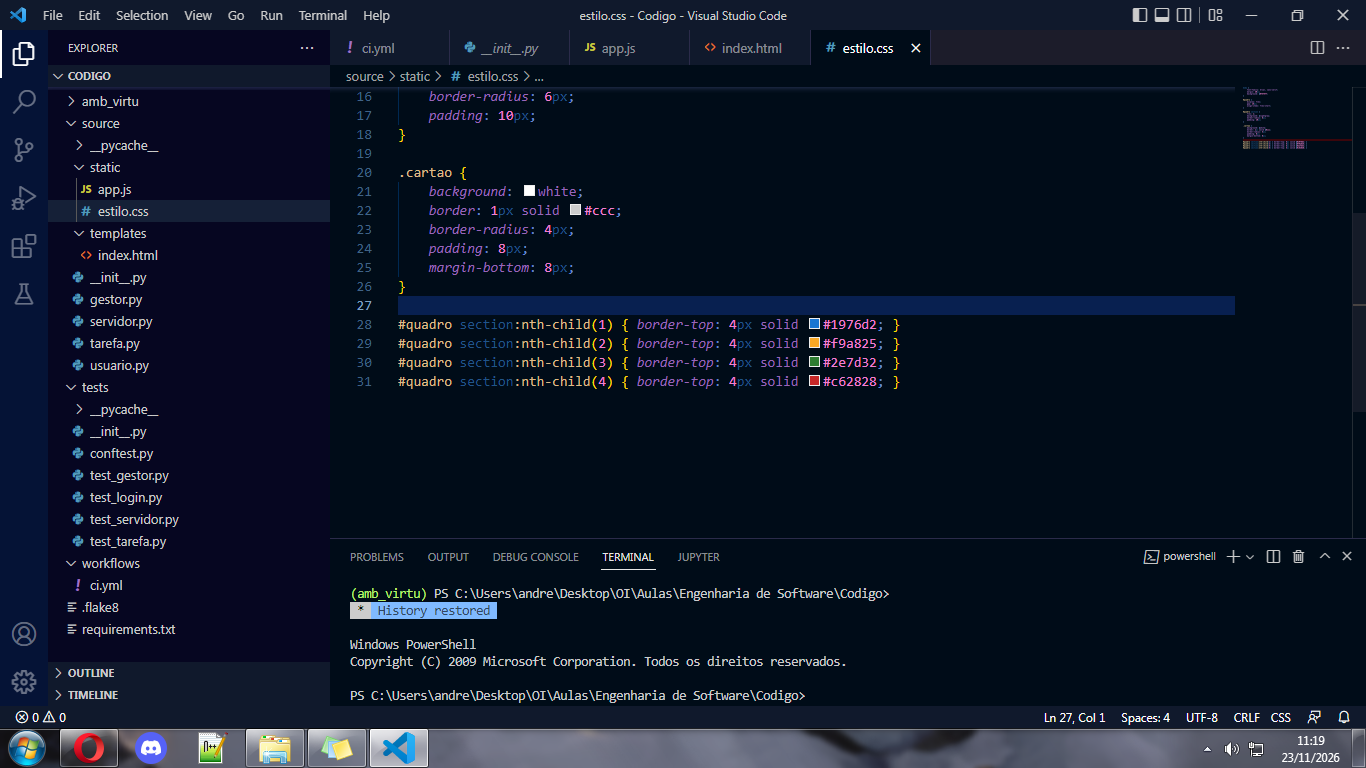 File Edit Selection View Go Run Terminal Help
estilo.css - Codigo - Visual Studio Code
EXPLORER
CODIGO
amb_virtu
source
__pycache__
static
JS app.js
# estilo.css
templates
<> index.html
__init__.py
gestor.py
servidor.py
tarefa.py
usuario.py
tests
__pycache__
__init__.py
conftest.py
test_gestor.py
test_login.py
test_servidor.py
test_tarefa.py
workflows
! ci.yml
.flake8
requirements.txt
OUTLINE
TIMELINE
! ci.yml
__init__.py
JS app.js
<> index.html
# estilo.css
source > static > # estilo.css > ...
16 border-radius: 6px;
17 padding: 10px;
18 }
19
20 .cartao {
21 background: white;
22 border: 1px solid #ccc;
23 border-radius: 4px;
24 padding: 8px;
25 margin-bottom: 8px;
26 }
27
28 #quadro section:nth-child(1) { border-top: 4px solid #1976d2; }
29 #quadro section:nth-child(2) { border-top: 4px solid #f9a825; }
30 #quadro section:nth-child(3) { border-top: 4px solid #2e7d32; }
31 #quadro section:nth-child(4) { border-top: 4px solid #c62828; }
PROBLEMS OUTPUT DEBUG CONSOLE TERMINAL JUPYTER
powershell
(amb_virtu) PS C:\Users\andre\Desktop\OI\Aulas\Engenharia de Software\Codigo>
* History restored
Windows PowerShell
Copyright (C) 2009 Microsoft Corporation. Todos os direitos reservados.
PS C:\Users\andre\Desktop\OI\Aulas\Engenharia de Software\Codigo>
0 0
Ln 27, Col 1 Spaces: 4 UTF-8 CRLF CSS
11:19
23/11/2026